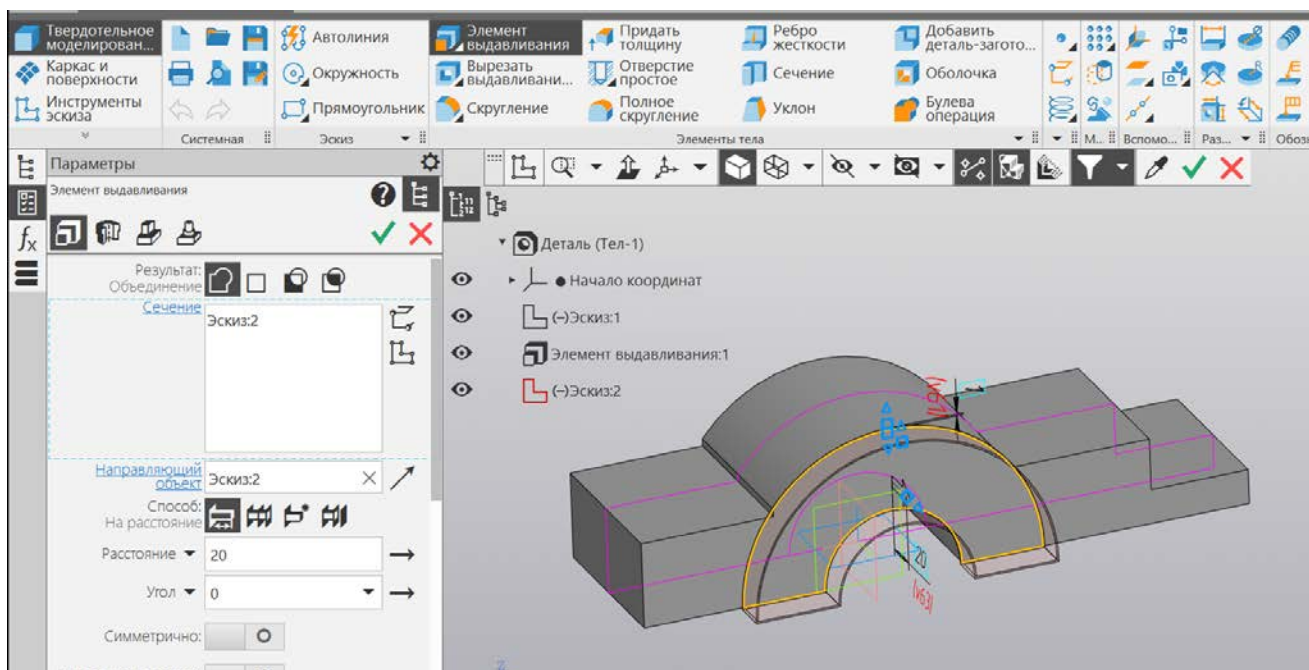 Твердотельное
моделирован...
Каркас и
поверхности
Инструменты
эскиза
Системная
Автолиния
Окружность
Прямоугольник
Эскиз
Элемент
выдавливания
Вырезать
выдавливани...
Скругление
Придать
толщину
Отверстие
простое
Полное
скругление
Ребро
жесткости
Сечение
Уклон
Добавить
деталь-загото...
Оболочка
Булева
операция
Элементы тела
М...
Вспомо...
Раз...
Обозн
Параметры
Элемент выдавливания
Результат:
Объединение
Сечение
Эскиз:2
Направляющий
объект
Эскиз:2
Способ:
На расстояние
Расстояние
20
Угол
0
Симметрично:
Деталь (Тел-1)
Начало координат
(-)Эскиз:1
Элемент выдавливания:1
(-)Эскиз:2
(v61)
1
20
(v63)
Z